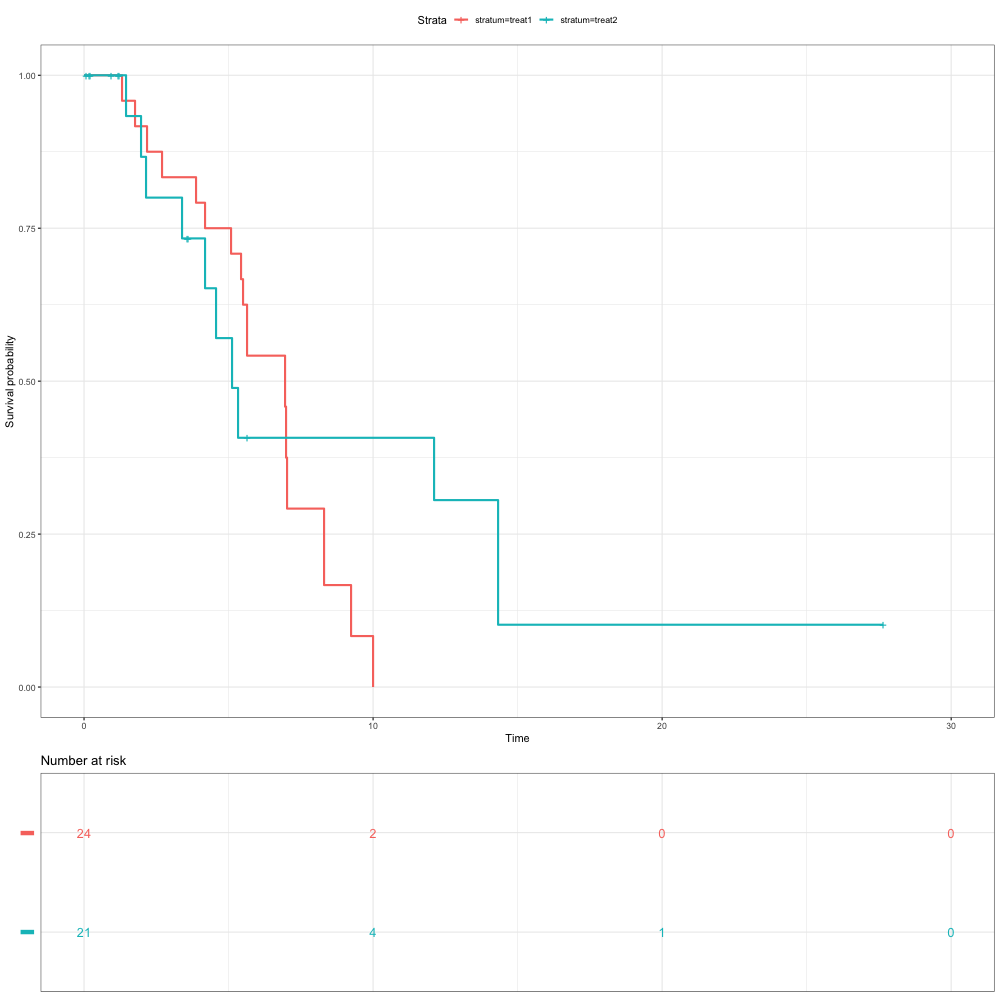 Strata stratum=treat1 stratum=treat2
1.00
0.75
0.50
0.25
0.00
Survival probability
0 10 20 30
Time
Number at risk
24 2 0 0
21 4 1 0